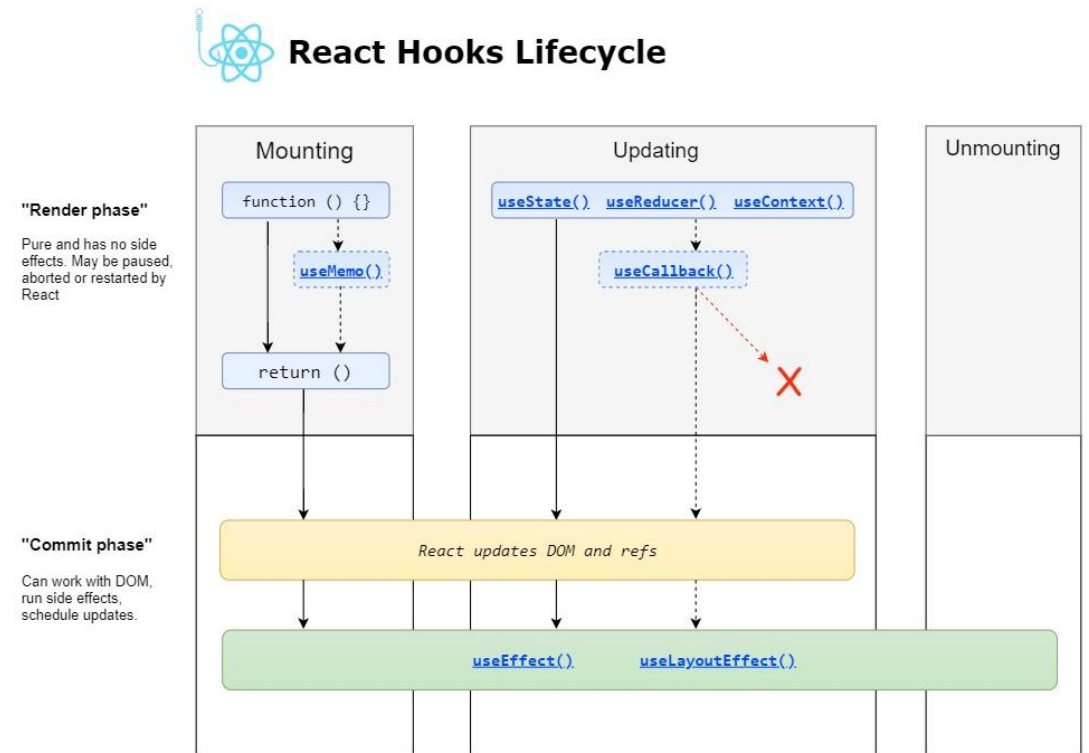 React Hooks Lifecycle
Mounting
Updating
Unmounting
"Render phase"
Pure and has no side
effects. May be paused,
aborted or restarted by
React
function () {}
useState() useReducer() useContext()
useMemo()
useCallback()
return ()
"Commit phase"
Can work with DOM,
run side effects,
schedule updates.
React updates DOM and refs
useEffect() useLayoutEffect()